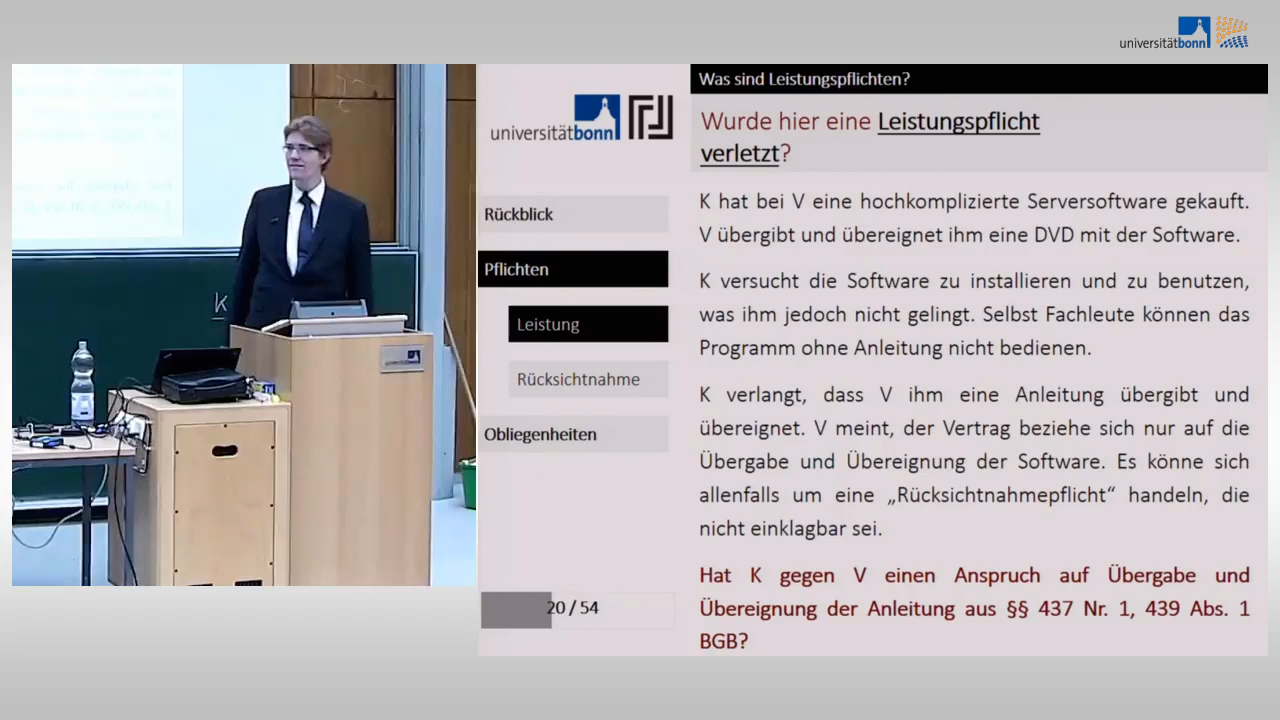 universitätbonn
Was sind Leistungspflichten?
universitätbonn
Wurde hier eine Leistungspflicht
verletzt?
Rückblick
Pflichten
Leistung
Rücksichtnahme
Obliegenheiten
20 / 54
K hat bei V eine hochkomplizierte Serversoftware gekauft.
V übergibt und übereignet ihm eine DVD mit der Software.
K versucht die Software zu installieren und zu benutzen,
was ihm jedoch nicht gelingt. Selbst Fachleute können das
Programm ohne Anleitung nicht bedienen.
K verlangt, dass V ihm eine Anleitung übergibt und
übereignet. V meint, der Vertrag beziehe sich nur auf die
Übergabe und Übereignung der Software. Es könne sich
allenfalls um eine „Rücksichtnahmepflicht“ handeln, die
nicht einklagbar sei.
Hat K gegen V einen Anspruch auf Übergabe und
Übereignung der Anleitung aus §§ 437 Nr. 1, 439 Abs. 1
BGB?
k